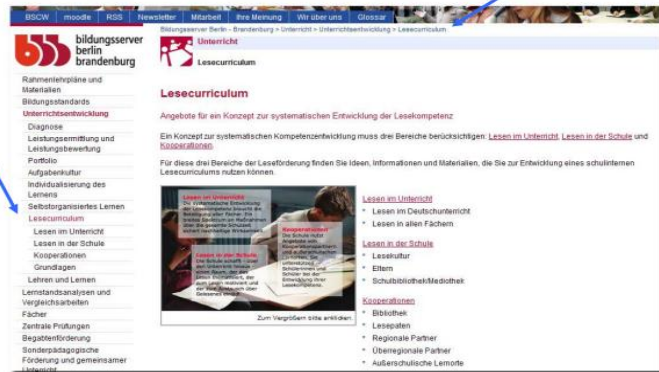 BSCW moodle RSS Newsletter Mitarbeit Ihre Meinung Wir über uns Glossar
Bildungsserver Berlin - Brandenburg > Unterricht > Unterrichtsentwicklung > Lesecurriculum
bildungsserver
berlin
brandenburg
Unterricht
Lesecurriculum
Rahmenlehrpläne und
Materialien
Bildungsstandards
Unterrichtsentwicklung
Diagnose
Leistungsermittlung und
Leistungsbewertung
Portfolio
Aufgabenkultur
Individualisierung des
Lernens
Selbstorganisiertes Lernen
Lesecurriculum
Lesen im Unterricht
Lesen in der Schule
Kooperationen
Grundlagen
Lehren und Lernen
Lernstandsanalysen und
Vergleichsarbeiten
Fächer
Zentrale Prüfungen
Begabtenförderung
Sonderpädagogische
Förderung und gemeinsamer
Unterricht
Lesecurriculum
Angebote für ein Konzept zur systematischen Entwicklung der Lesekompetenz
Ein Konzept zur systematischen Kompetenzentwicklung muss drei Bereiche berücksichtigen: Lesen im Unterricht, Lesen in der Schule und
Kooperationen.
Für diese drei Bereiche der Leseförderung finden Sie Ideen, Informationen und Materialien, die Sie zur Entwicklung eines schulinternen
Lesecurriculums nutzen können.
Lesen im Unterricht
Kooperationen
Lesen in der Schule
Zum Vergrößern bitte anklicken.
Lesen im Unterricht
Lesen im Deutschunterricht
Lesen in allen Fächern
Lesen in der Schule
Lesekultur
Eltern
Schulbibliothek/Mediothek
Kooperationen
Bibliothek
Lesepaten
Regionale Partner
Überregionale Partner
Außerschulische Lernorte